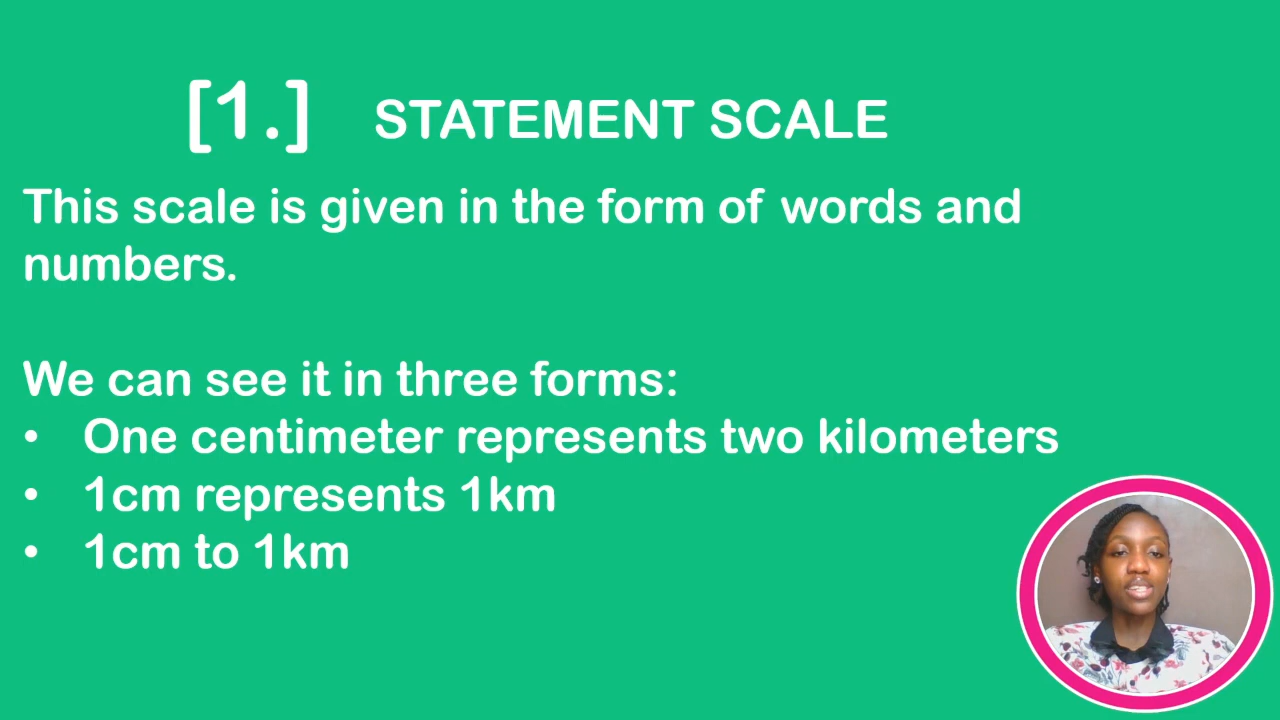 [1.] STATEMENT SCALE
This scale is given in the form of words and
numbers.
We can see it in three forms:
• One centimeter represents two kilometers
• 1cm represents 1km
• 1cm to 1km